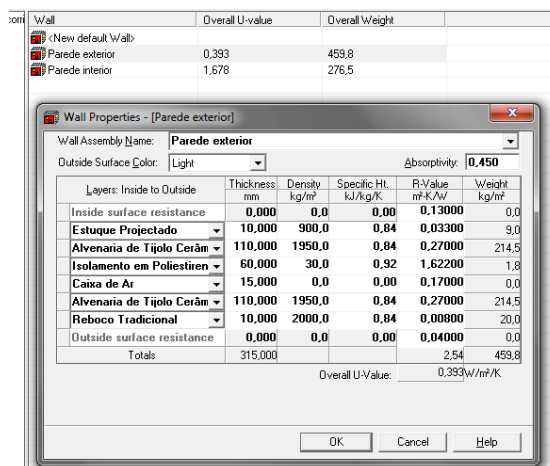 Wall Overall U-value Overall Weight
<New default Wall>
Parede exterior 0,393 459,8
Parede interior 1,678 276,5
Wall Properties - [Parede exterior]
Wall Assembly Name: Parede exterior
Outside Surface Color: Light Absorptivity: 0,450
Layers: Inside to Outside Thickness mm Density kg/m³ Specific Ht. kJ/kg/K R-Value m²-K/W Weight kg/m²
Inside surface resistance 0,000 0,0 0,00 0,13000 0,0
Estuque Projectado 10,000 900,0 0,84 0,03300 9,0
Alvenaria de Tijolo Cerâm 110,000 1950,0 0,84 0,27000 214,5
Isolamento em Poliestiren 60,000 30,0 0,92 1,62200 1,8
Caixa de Ar 15,000 0,0 0,00 0,17000 0,0
Alvenaria de Tijolo Cerâm 110,000 1950,0 0,84 0,27000 214,5
Reboco Tradicional 10,000 2000,0 0,84 0,00800 20,0
Outside surface resistance 0,000 0,0 0,00 0,04000 0,0
Totals 315,000 2,54 459,8
Overall U-Value: 0,393 W/m²/K
OK Cancel Help